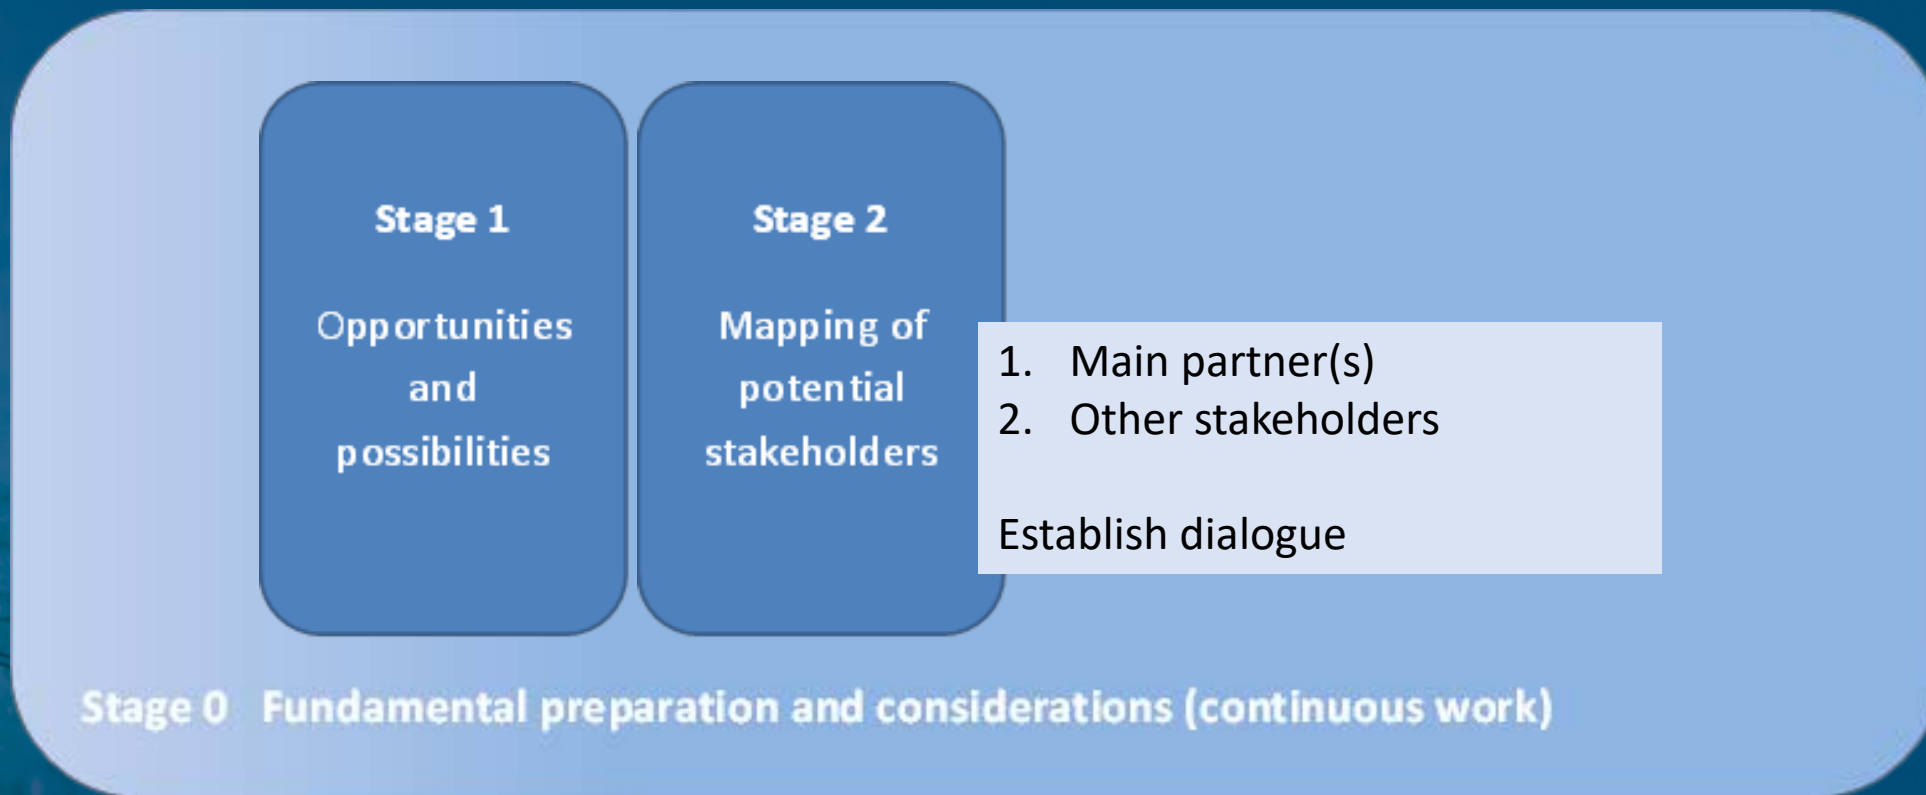 Stage 1
Opportunities
and
possibilities
Stage 2
Mapping of
potential
stakeholders
1. Main partner(s)
2. Other stakeholders
Establish dialogue
Stage 0 Fundamental preparation and considerations (continuous work)